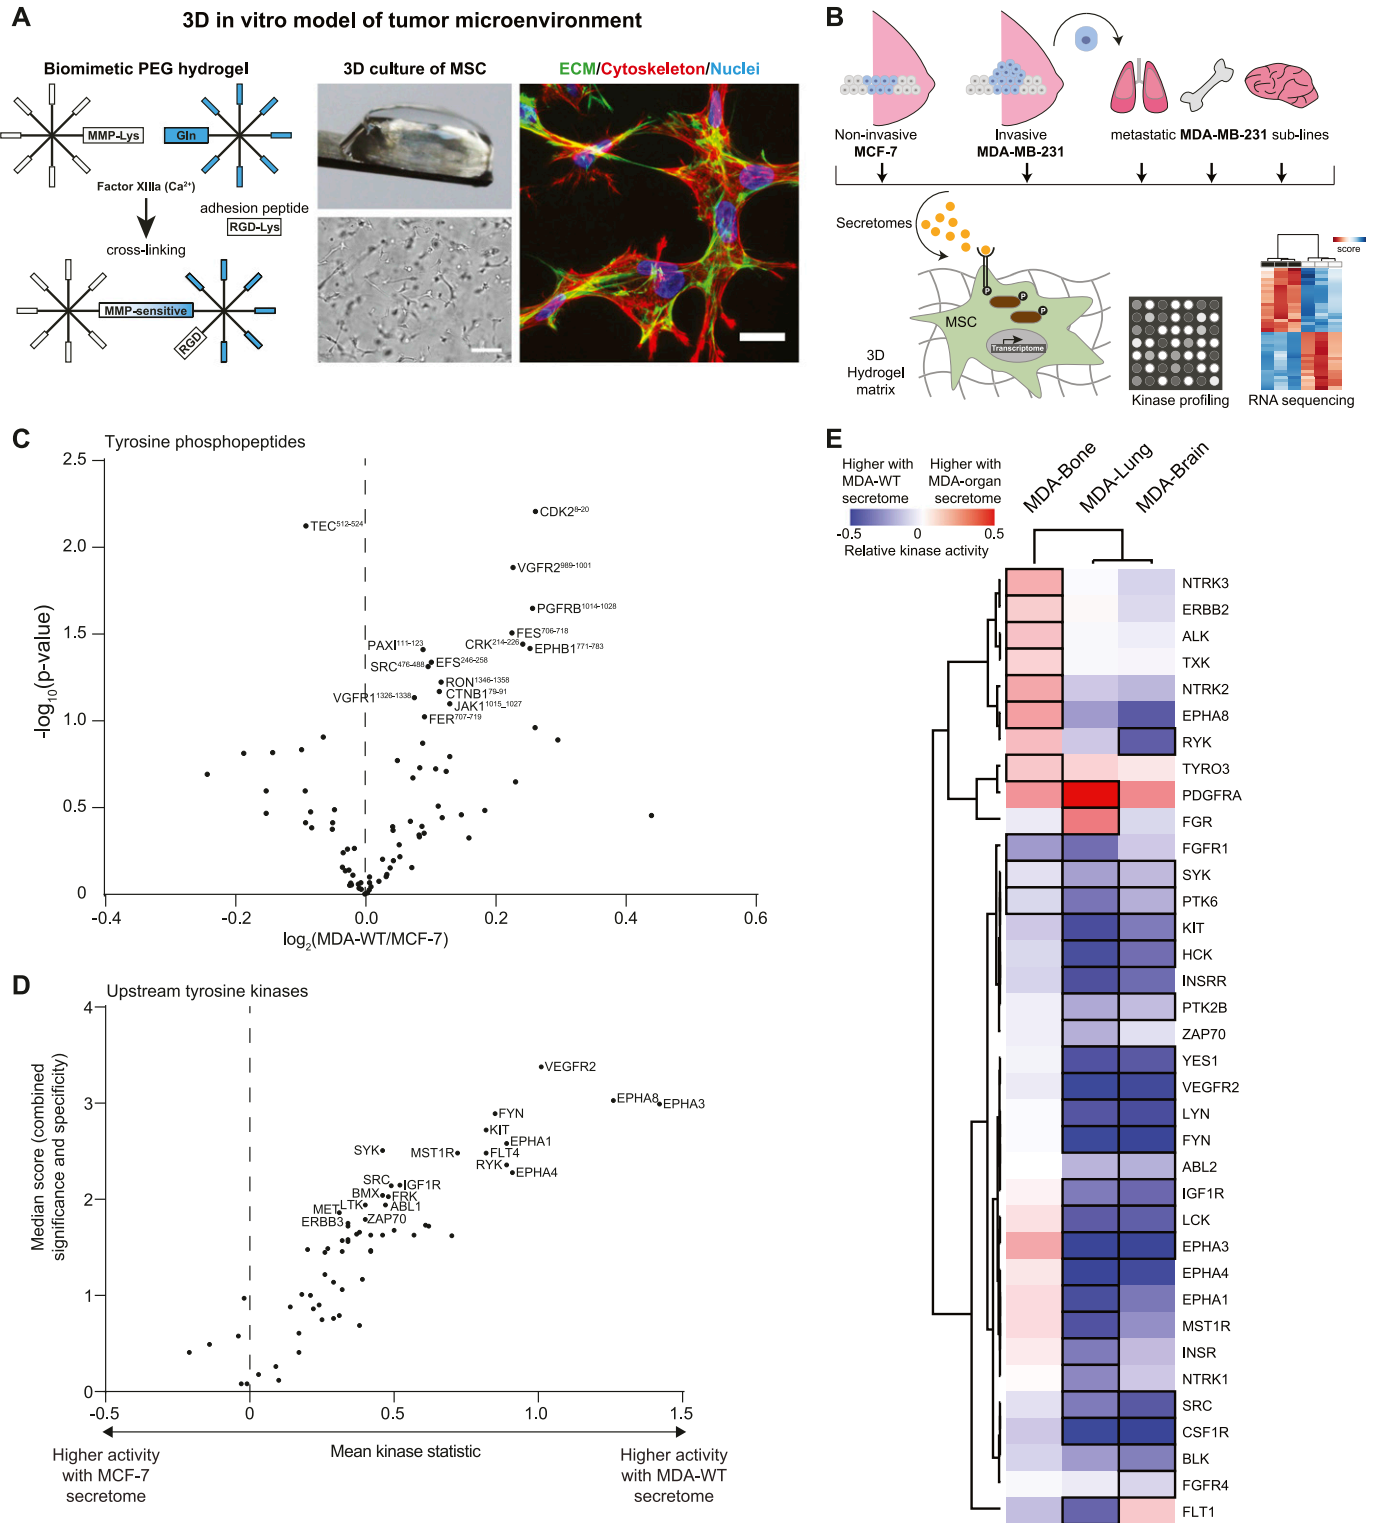 A
3D in vitro model of tumor microenvironment
Biomimetic PEG hydrogel
MMP-Lys
Gln
Factor XIIIa (Ca²⁺)
adhesion peptide
RGD-Lys
cross-linking
MMP-sensitive
RGD
3D culture of MSC
ECM/Cytoskeleton/Nuclei
B
Non-invasive
MCF-7
Invasive
MDA-MB-231
metastatic MDA-MB-231 sub-lines
Secretomes
P
P
P
MSC
Transcriptome
3D
Hydrogel
matrix
Kinase profiling
score
RNA sequencing
C
Tyrosine phosphopeptides
-log₁₀(p-value)
2.5
2.0
1.5
1.0
0.5
0
TEC⁵¹²⁻⁵²⁴
CDK2⁸⁻²⁰
VGFR2⁹⁸⁹⁻¹⁰⁰¹
PGFRB¹⁰¹⁴⁻¹⁰²⁸
FES⁷⁰⁶⁻⁷¹⁸
CRK²¹⁴⁻²²⁶
EPHB1⁷⁷¹⁻⁷⁸³
PAXI¹¹¹⁻¹²³
EFS²⁴⁶⁻²⁵⁸
SRC⁴⁷⁶⁻⁴⁸⁸
RON¹³⁴⁶⁻¹³⁵⁸
CTNB1⁷⁹⁻⁹¹
VGFR1¹³²⁶⁻¹³³⁸
JAK1¹⁰¹⁵_¹⁰²⁷
FER⁷⁰⁷⁻⁷¹⁹
-0.4
-0.2
0.0
0.2
0.4
0.6
log₂(MDA-WT/MCF-7)
D
Upstream tyrosine kinases
Median score (combined
significance and specificity)
4
3
2
1
0
VEGFR2
EPHA8
EPHA3
FYN
KIT
EPHA1
SYK
MST1R
FLT4
RYK
EPHA4
SRC
IGF1R
BMX
FRK
LTK
ABL1
MET
ZAP70
ERBB3
-0.5
0
0.5
1.0
1.5
Mean kinase statistic
Higher activity
with MCF-7
secretome
Higher activity
with MDA-WT
secretome
E
Higher with
MDA-WT
secretome
Higher with
MDA-organ
secretome
-0.5
0
0.5
Relative kinase activity
MDA-Bone
MDA-Lung
MDA-Brain
NTRK3
ERBB2
ALK
TXK
NTRK2
EPHA8
RYK
TYRO3
PDGFRA
FGR
FGFR1
SYK
PTK6
KIT
HCK
INSRR
PTK2B
ZAP70
YES1
VEGFR2
LYN
FYN
ABL2
IGF1R
LCK
EPHA3
EPHA4
EPHA1
MST1R
INSR
NTRK1
SRC
CSF1R
BLK
FGFR4
FLT1